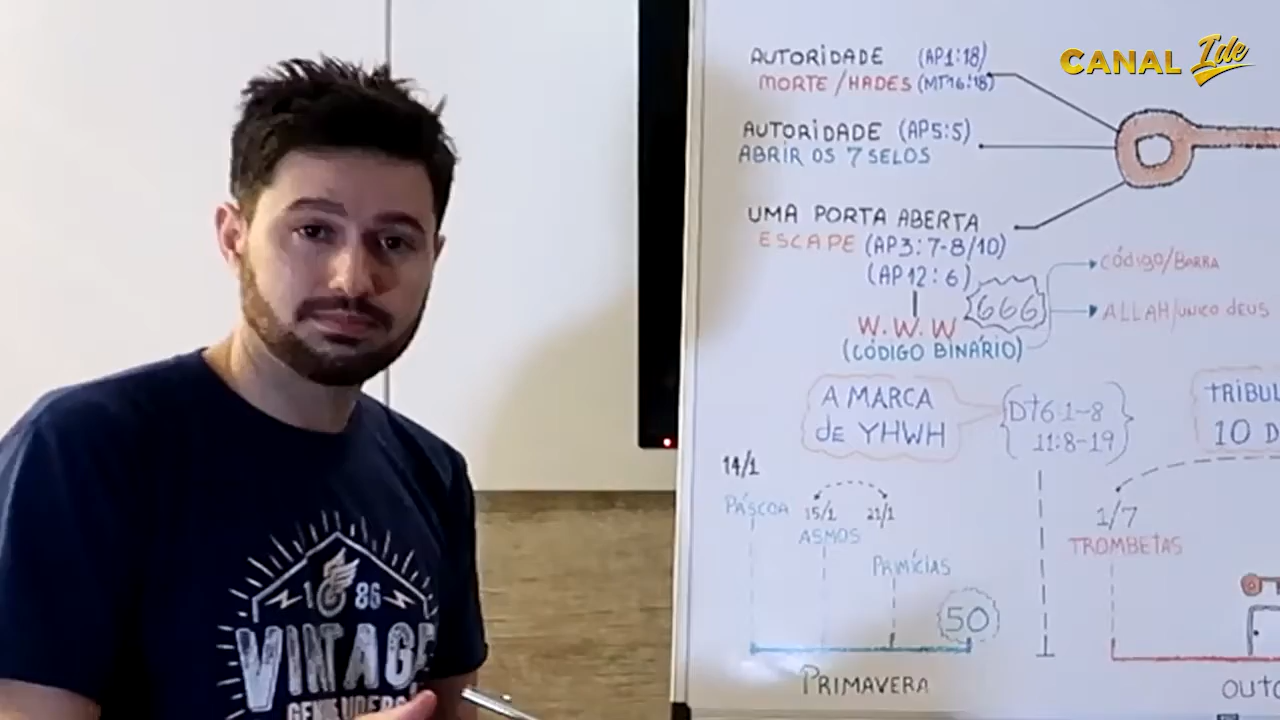 CANAL Ide
AUTORIDADE (AP1:18)
MORTE/HADES (MT16:18)
AUTORIDADE (AP5:5)
ABRIR OS 7 SELOS
UMA PORTA ABERTA
ESCAPE (AP3:7-8/10)
(AP12:6)
666
CÓDIGO/BARRA
ALLAH/UNICO DEUS
W.W.W
(CÓDIGO BINÁRIO)
A MARCA
de YHWH
Dt6:1-8
11:8-19
TRIBUL
10 D
14/1
PÁSCOA
15/1
21/1
ASMOS
PRIMÍCIAS
50
PRIMAVERA
1/7
TROMBETAS
OUTO
1 86
VINTAGE